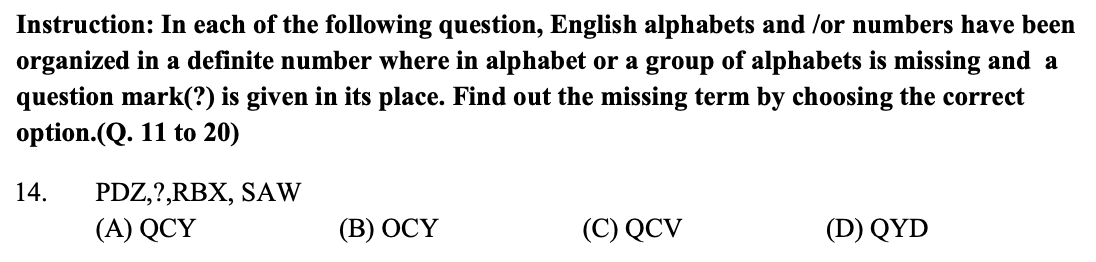 Instruction: In each of the following question, English alphabets and /or numbers have been
organized in a definite number where in alphabet or a group of alphabets is missing and a
question mark(?) is given in its place. Find out the missing term by choosing the correct
option.(Q. 11 to 20)
14. PDZ,?,RBX, SAW
(A) QCY (B) OCY (C) QCV (D) QYD